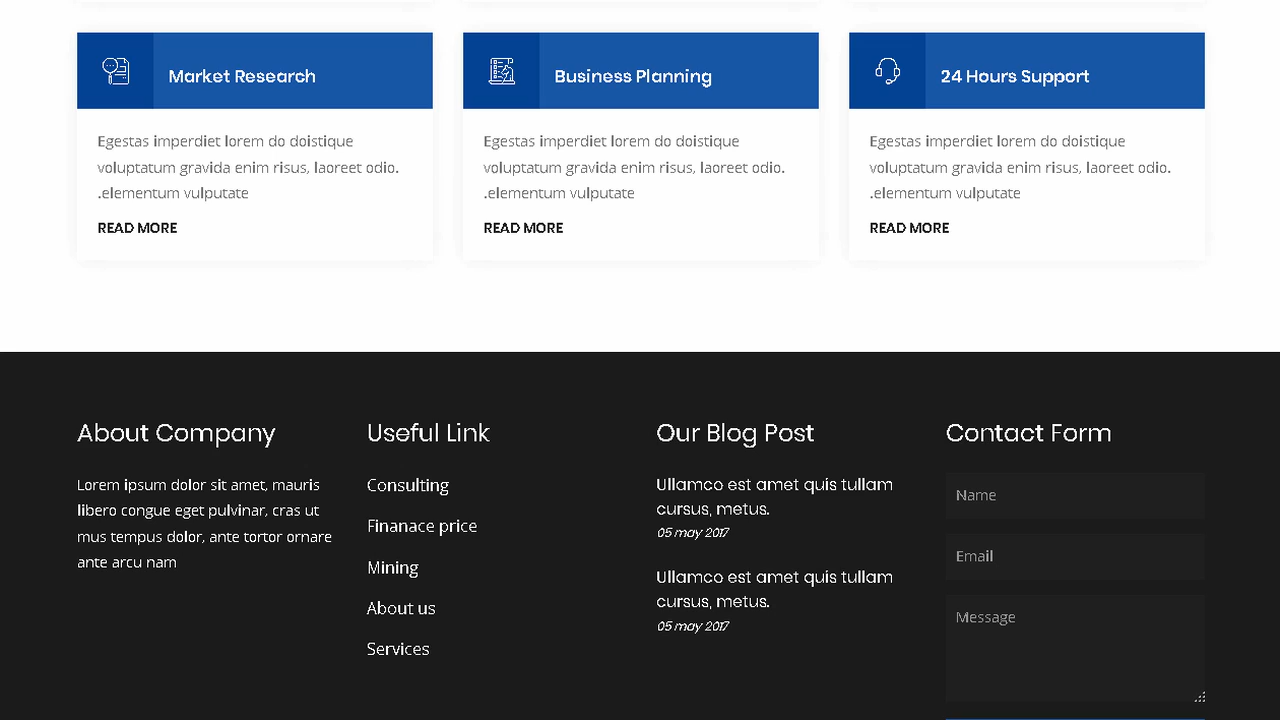 Market Research
Egestas imperdiet lorem do doistique
voluptatum gravida enim risus, laoreet odio.
.elementum vulputate
READ MORE
Business Planning
Egestas imperdiet lorem do doistique
voluptatum gravida enim risus, laoreet odio.
.elementum vulputate
READ MORE
24 Hours Support
Egestas imperdiet lorem do doistique
voluptatum gravida enim risus, laoreet odio.
.elementum vulputate
READ MORE
About Company
Lorem ipsum dolor sit amet, mauris
libero congue eget pulvinar, cras ut
mus tempus dolor, ante tortor ornare
ante arcu nam
Useful Link
Consulting
Finanace price
Mining
About us
Services
Our Blog Post
Ullamco est amet quis tullam
cursus, metus.
05 may 2017
Ullamco est amet quis tullam
cursus, metus.
05 may 2017
Contact Form
Name
Email
Message